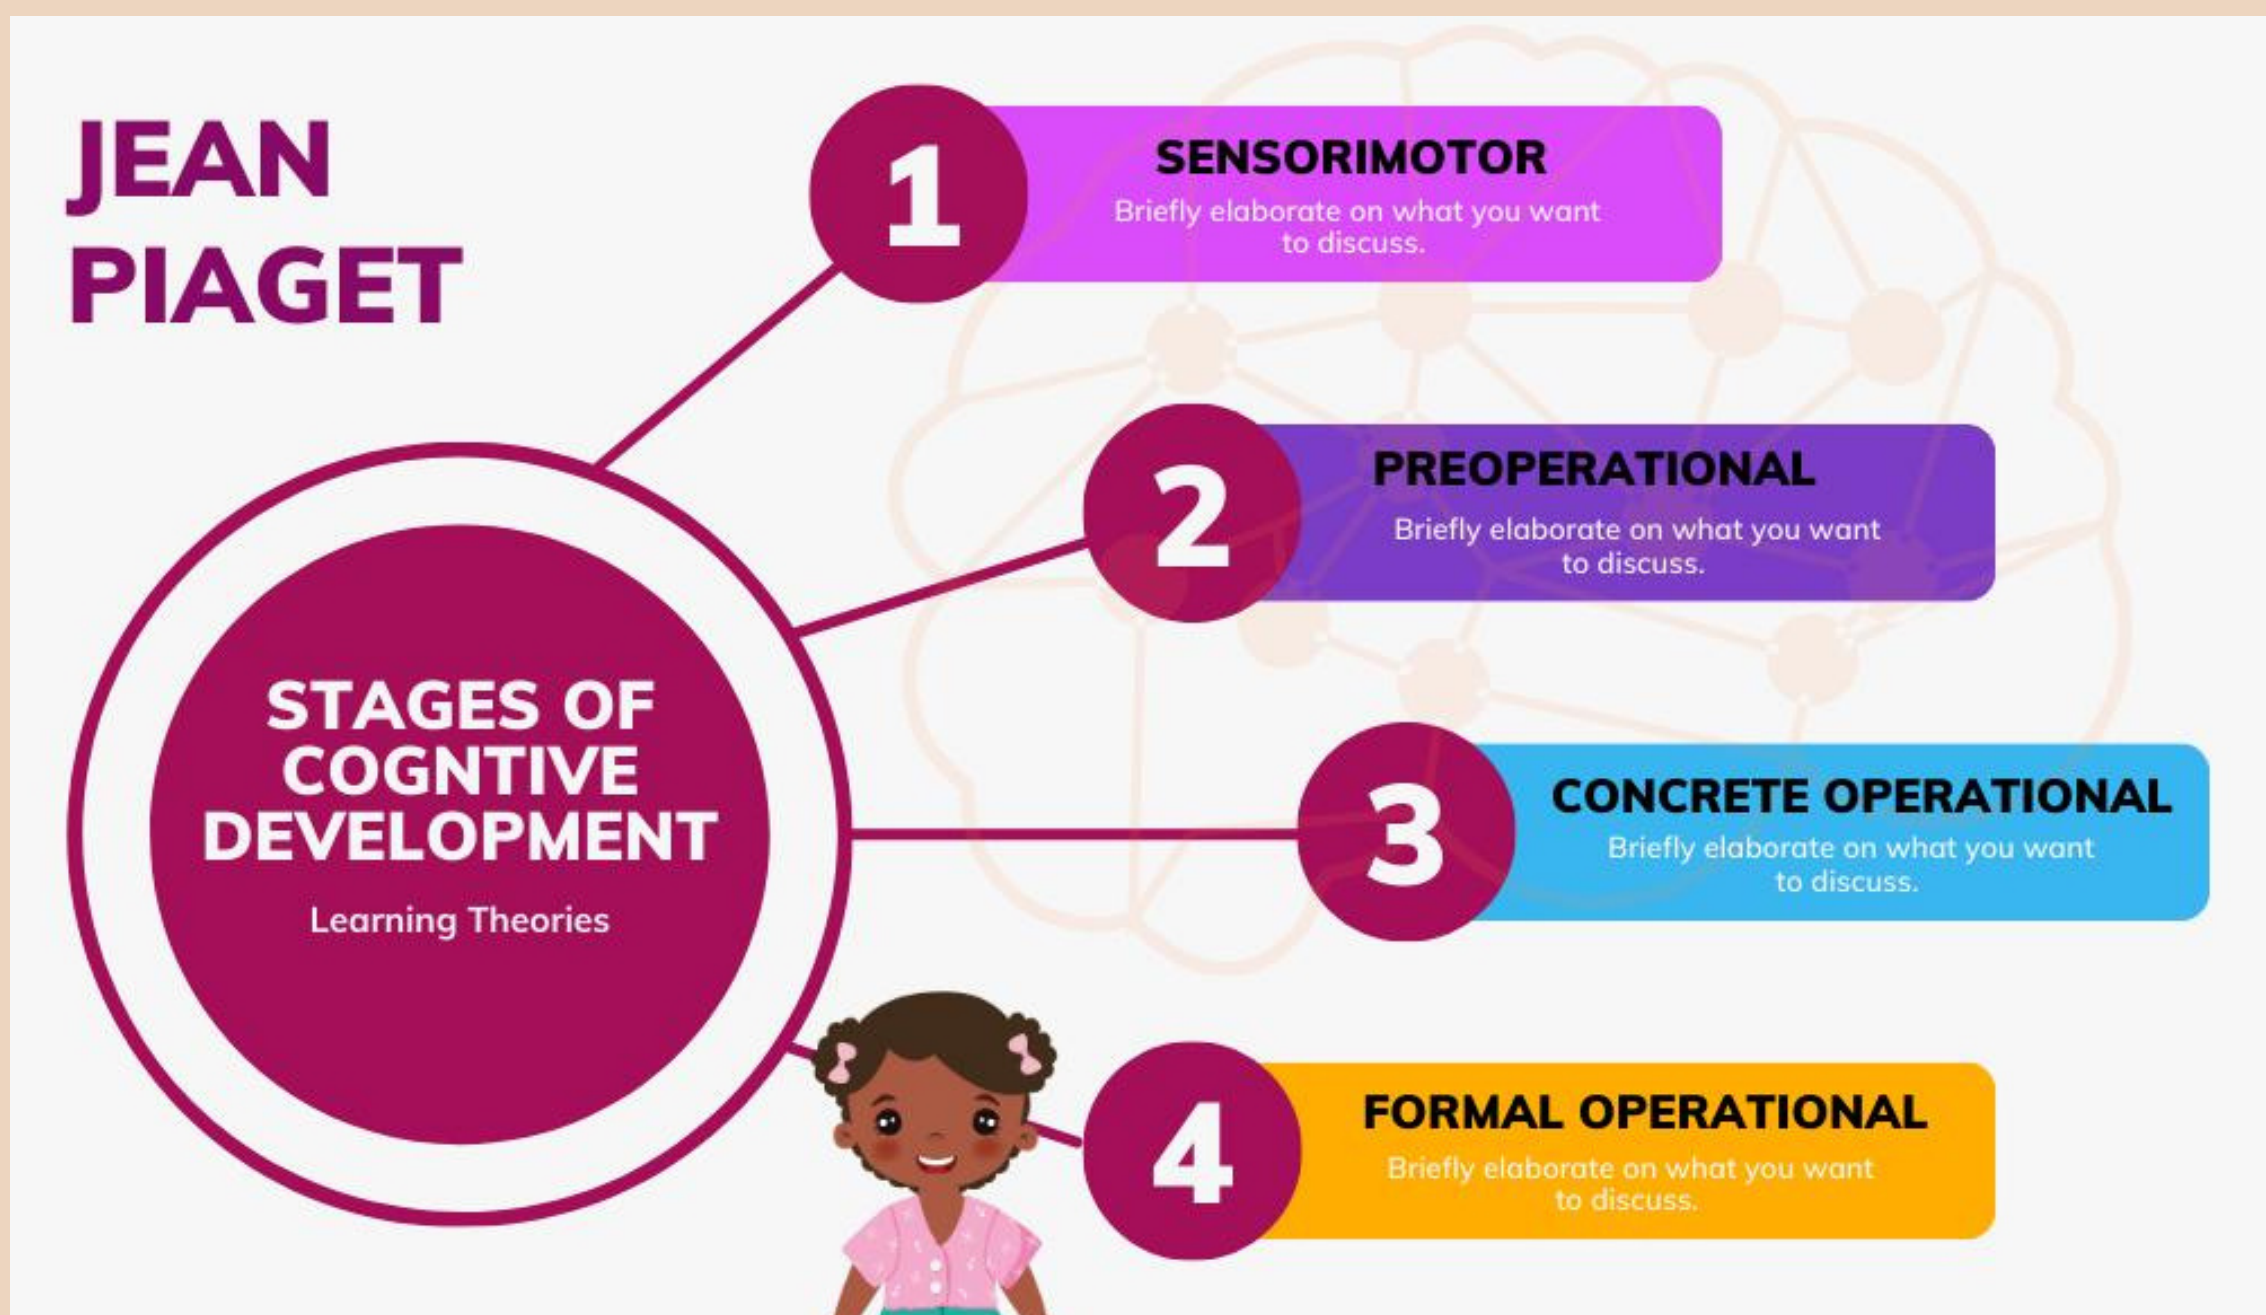 JEAN
PIAGET
1
SENSORIMOTOR
Briefly elaborate on what you want
to discuss.
2
PREOPERATIONAL
Briefly elaborate on what you want
to discuss.
STAGES OF
COGNTIVE
DEVELOPMENT
Learning Theories
3
CONCRETE OPERATIONAL
Briefly elaborate on what you want
to discuss.
4
FORMAL OPERATIONAL
Briefly elaborate on what you want
to discuss.